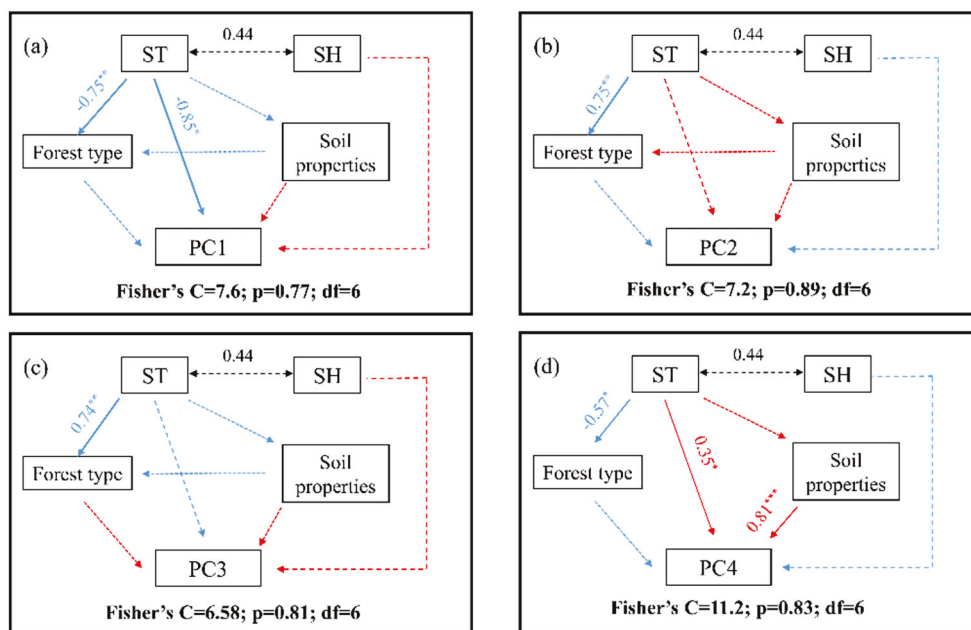 (a)
0.44
ST
SH
-0.75**
-0.85*
Forest type
Soil
properties
PC1
Fisher's C=7.6; p=0.77; df=6
(b)
0.44
ST
SH
0.75**
Forest type
Soil
properties
PC2
Fisher's C=7.2; p=0.89; df=6
(c)
0.44
ST
SH
0.74**
Forest type
Soil
properties
PC3
Fisher's C=6.58; p=0.81; df=6
(d)
0.44
ST
SH
-0.57*
0.35*
Forest type
Soil
properties
0.81***
PC4
Fisher's C=11.2; p=0.83; df=6